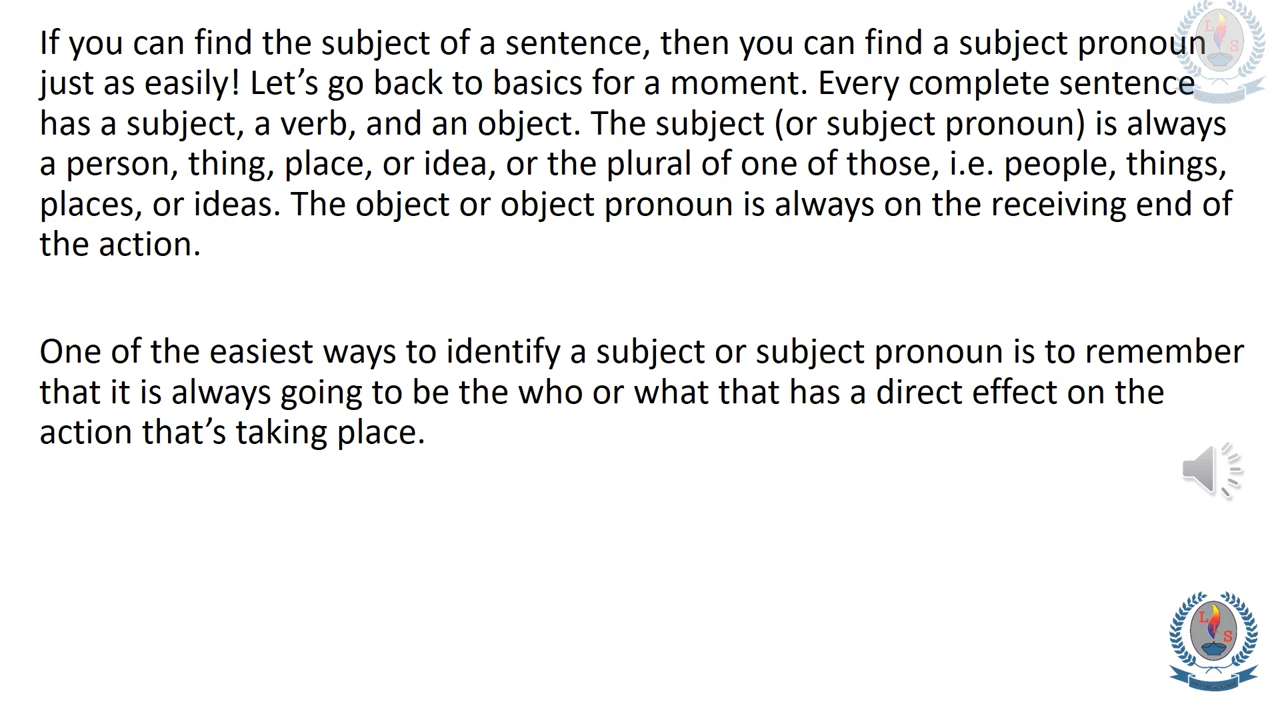 If you can find the subject of a sentence, then you can find a subject pronoun
just as easily! Let’s go back to basics for a moment. Every complete sentence
has a subject, a verb, and an object. The subject (or subject pronoun) is always
a person, thing, place, or idea, or the plural of one of those, i.e. people, things,
places, or ideas. The object or object pronoun is always on the receiving end of
the action.
One of the easiest ways to identify a subject or subject pronoun is to remember
that it is always going to be the who or what that has a direct effect on the
action that’s taking place.
L
S
L
S